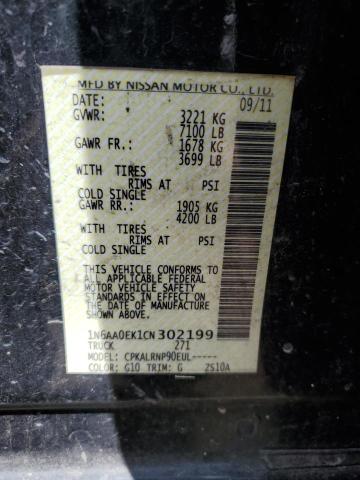 MFD BY NISSAN MOTOR CO., LTD.
DATE: 09/11
GVWR: 3221 KG
7100 LB
GAWR FR.: 1678 KG
3699 LB
WITH TIRES
RIMS AT PSI
COLD SINGLE
GAWR RR.: 1905 KG
4200 LB
WITH TIRES
RIMS AT PSI
COLD SINGLE
THIS VEHICLE CONFORMS TO
ALL APPLICABLE FEDERAL
MOTOR VEHICLE SAFETY
STANDARDS IN EFFECT ON
THE DATE OF MANUFACTURE
SHOWN ABOVE.
1N6AA0EK1CN302199
TRUCK 271
MODEL: CPKALRNP90EUL-----
COLOR: G10 TRIM: G ZS10A